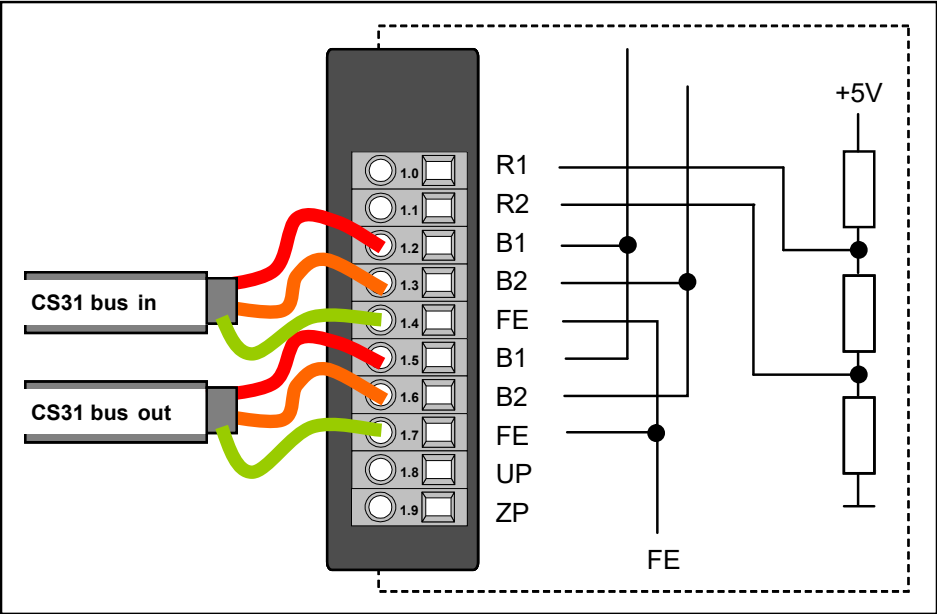 +5V
1.0 R1
1.1 R2
1.2 B1
1.3 B2
CS31 bus in
1.4 FE
1.5 B1
1.6 B2
CS31 bus out
1.7 FE
1.8 UP
1.9 ZP
FE